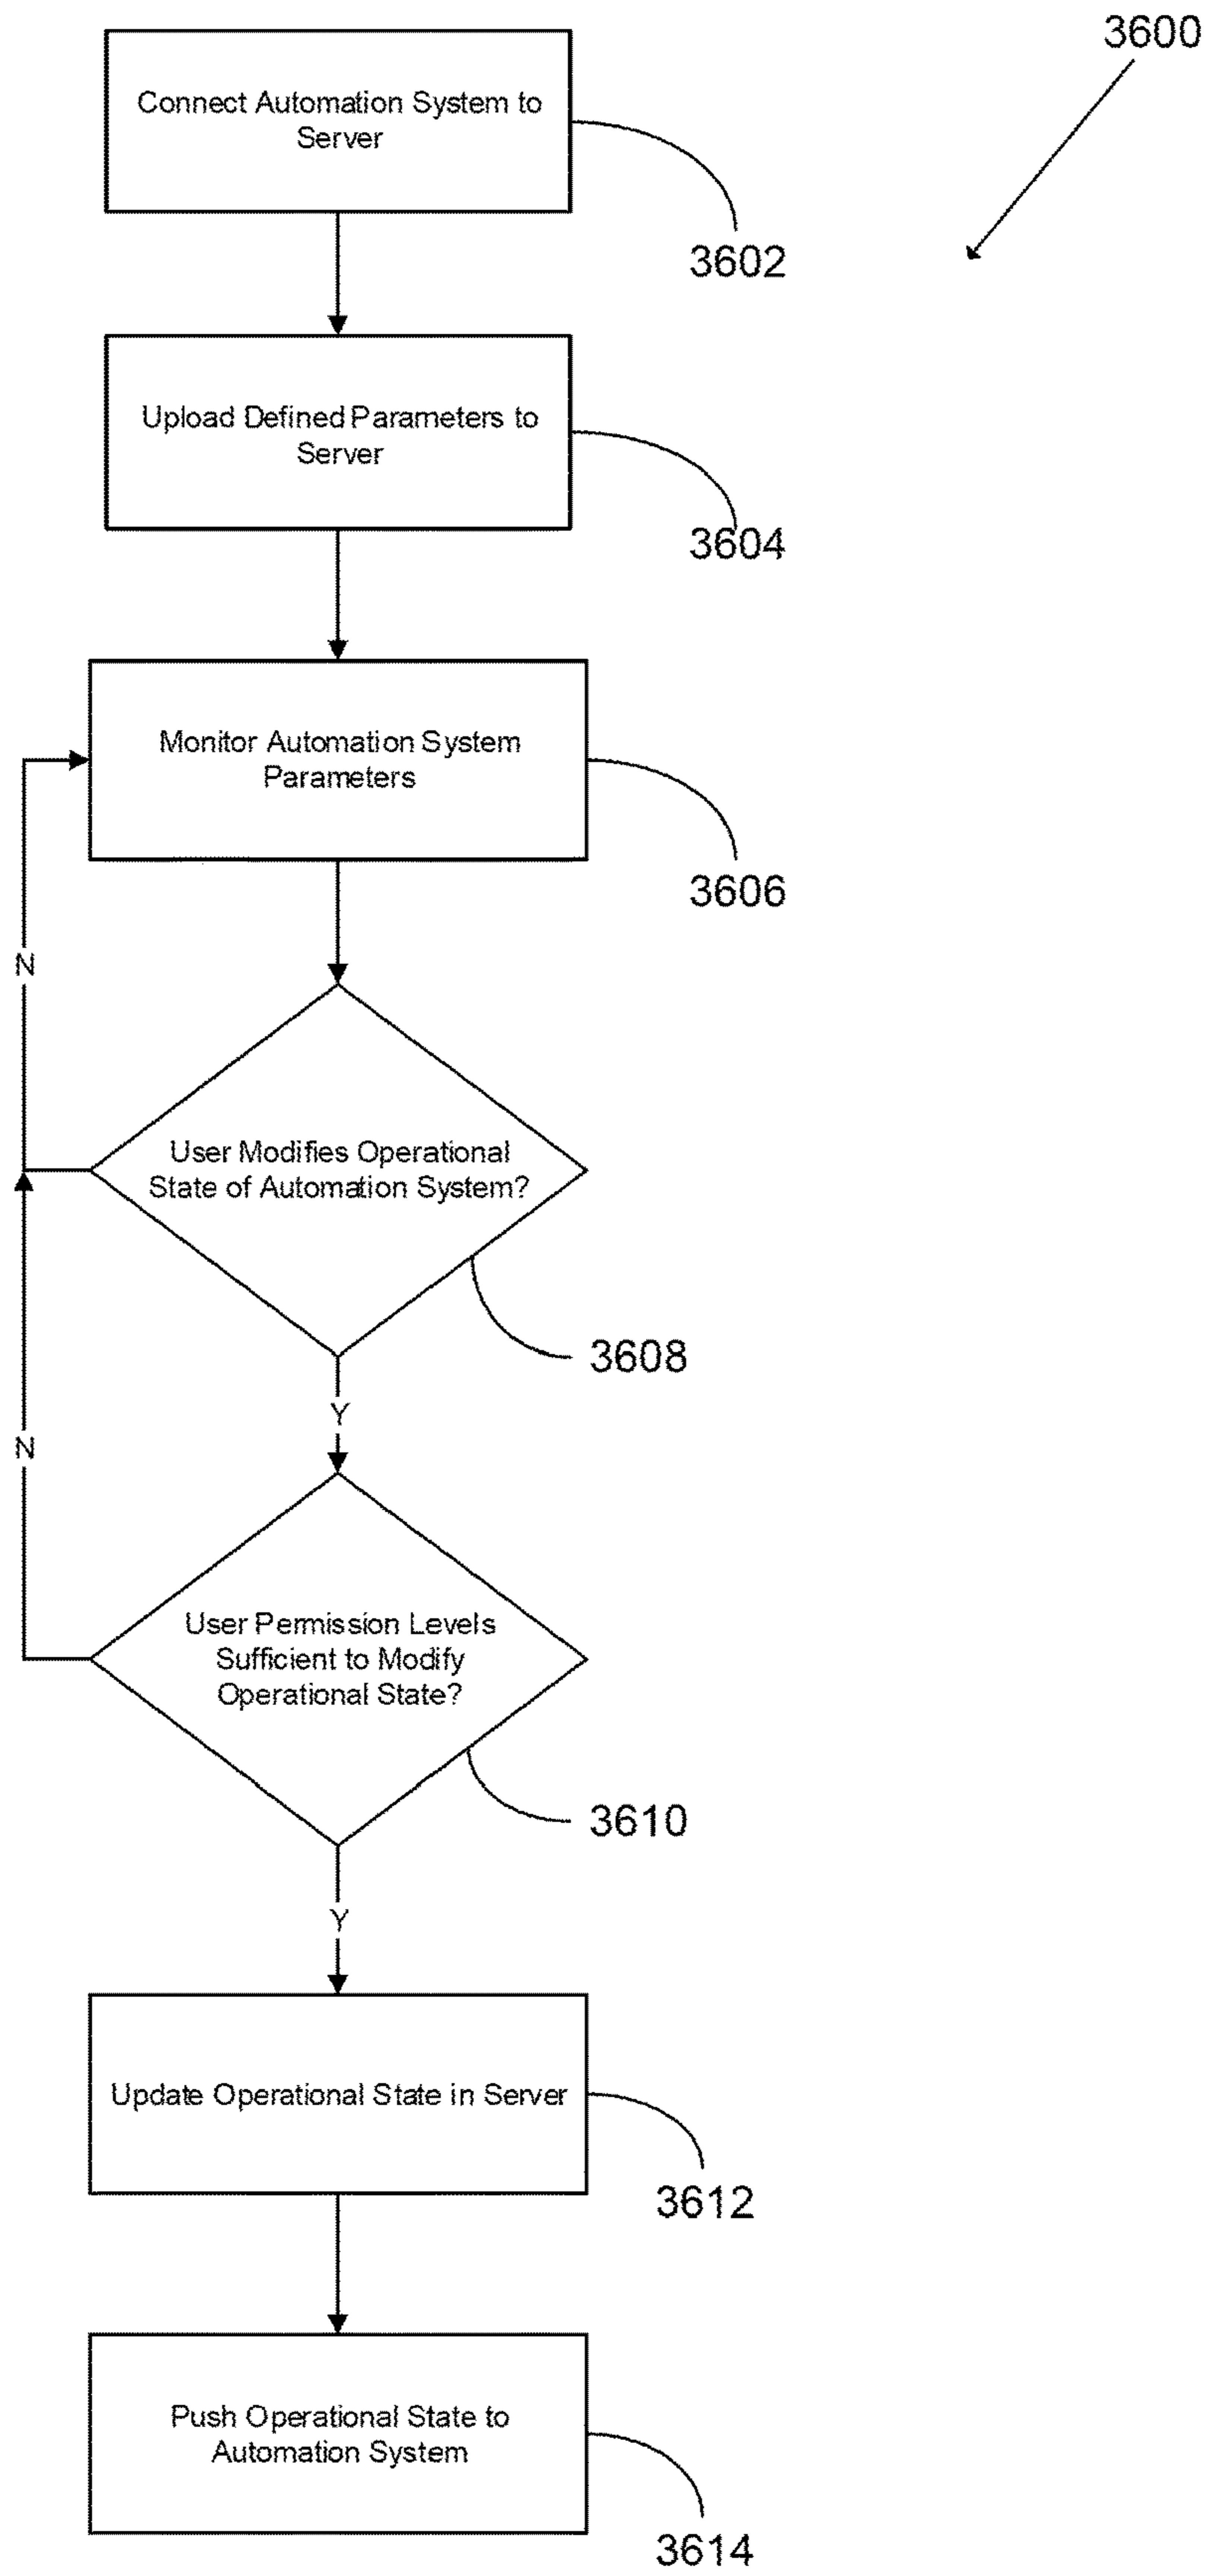 3600
Connect Automation System to
Server
3602
Upload Defined Parameters to
Server
3604
Monitor Automation System
Parameters
3606
N
User Modifies Operational
State of Automation System?
3608
Y
N
User Permission Levels
Sufficient to Modify
Operational State?
3610
Y
Update Operational State in Server
3612
Push Operational State to
Automation System
3614